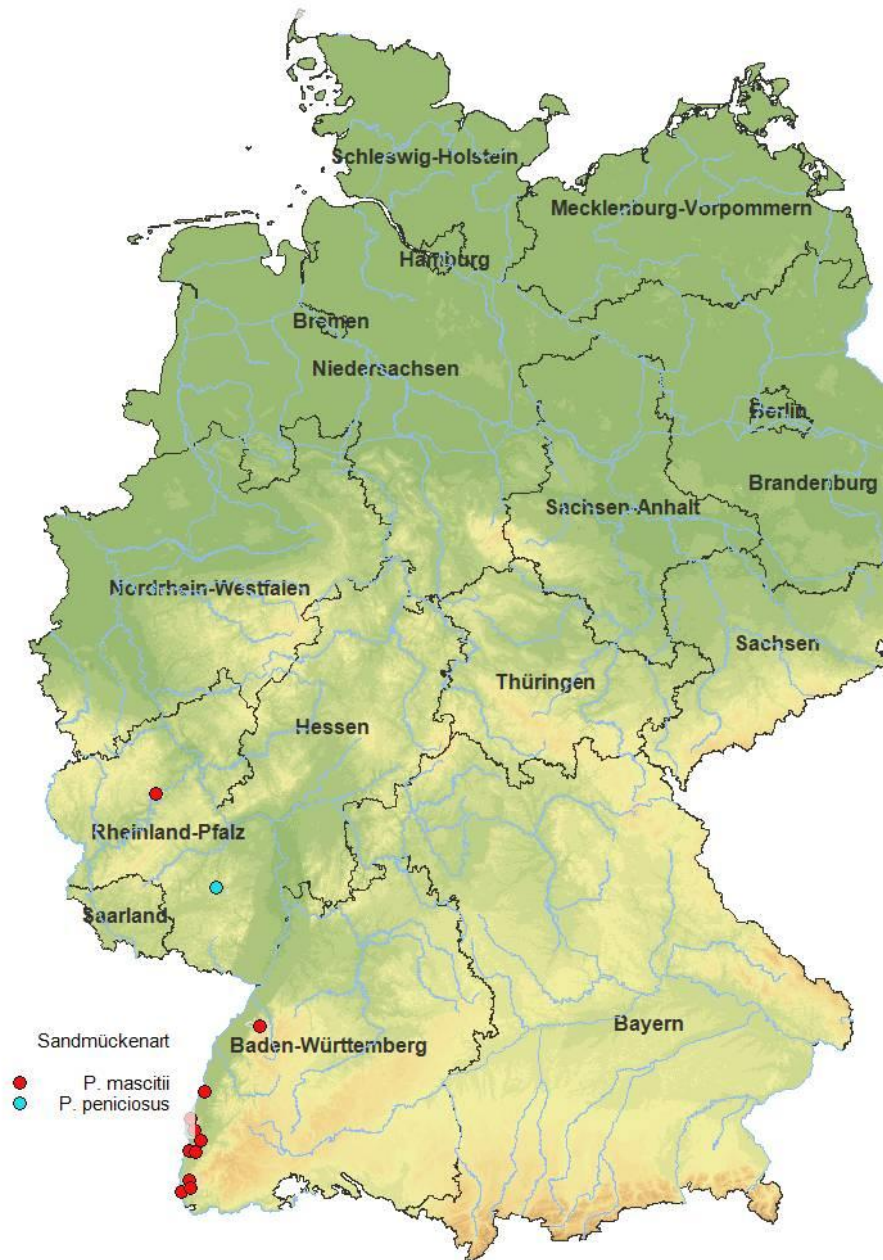 Schleswig-Holstein
Mecklenburg-Vorpommern
Hamburg
Bremen
Niedersachsen
Berlin
Brandenburg
Sachsen-Anhalt
Nordrhein-Westfalen
Sachsen
Thüringen
Hessen
Rheinland-Pfalz
Saarland
Bayern
Baden-Württemberg
Sandmückenart
P. mascitii
P. peniciosus